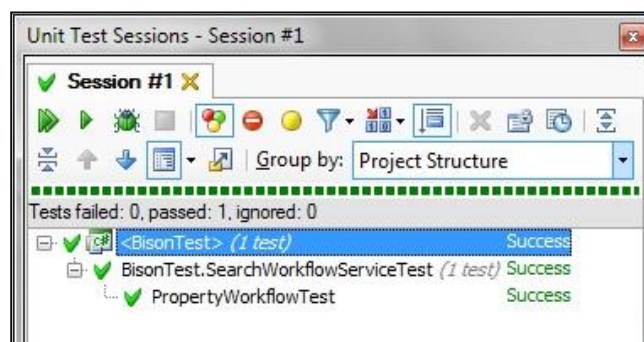 Unit Test Sessions - Session #1
Session #1
Group by: Project Structure
Tests failed: 0, passed: 1, ignored: 0
<BisonTest> (1 test) Success
BisonTest.SearchWorkflowServiceTest (1 test) Success
PropertyWorkflowTest Success